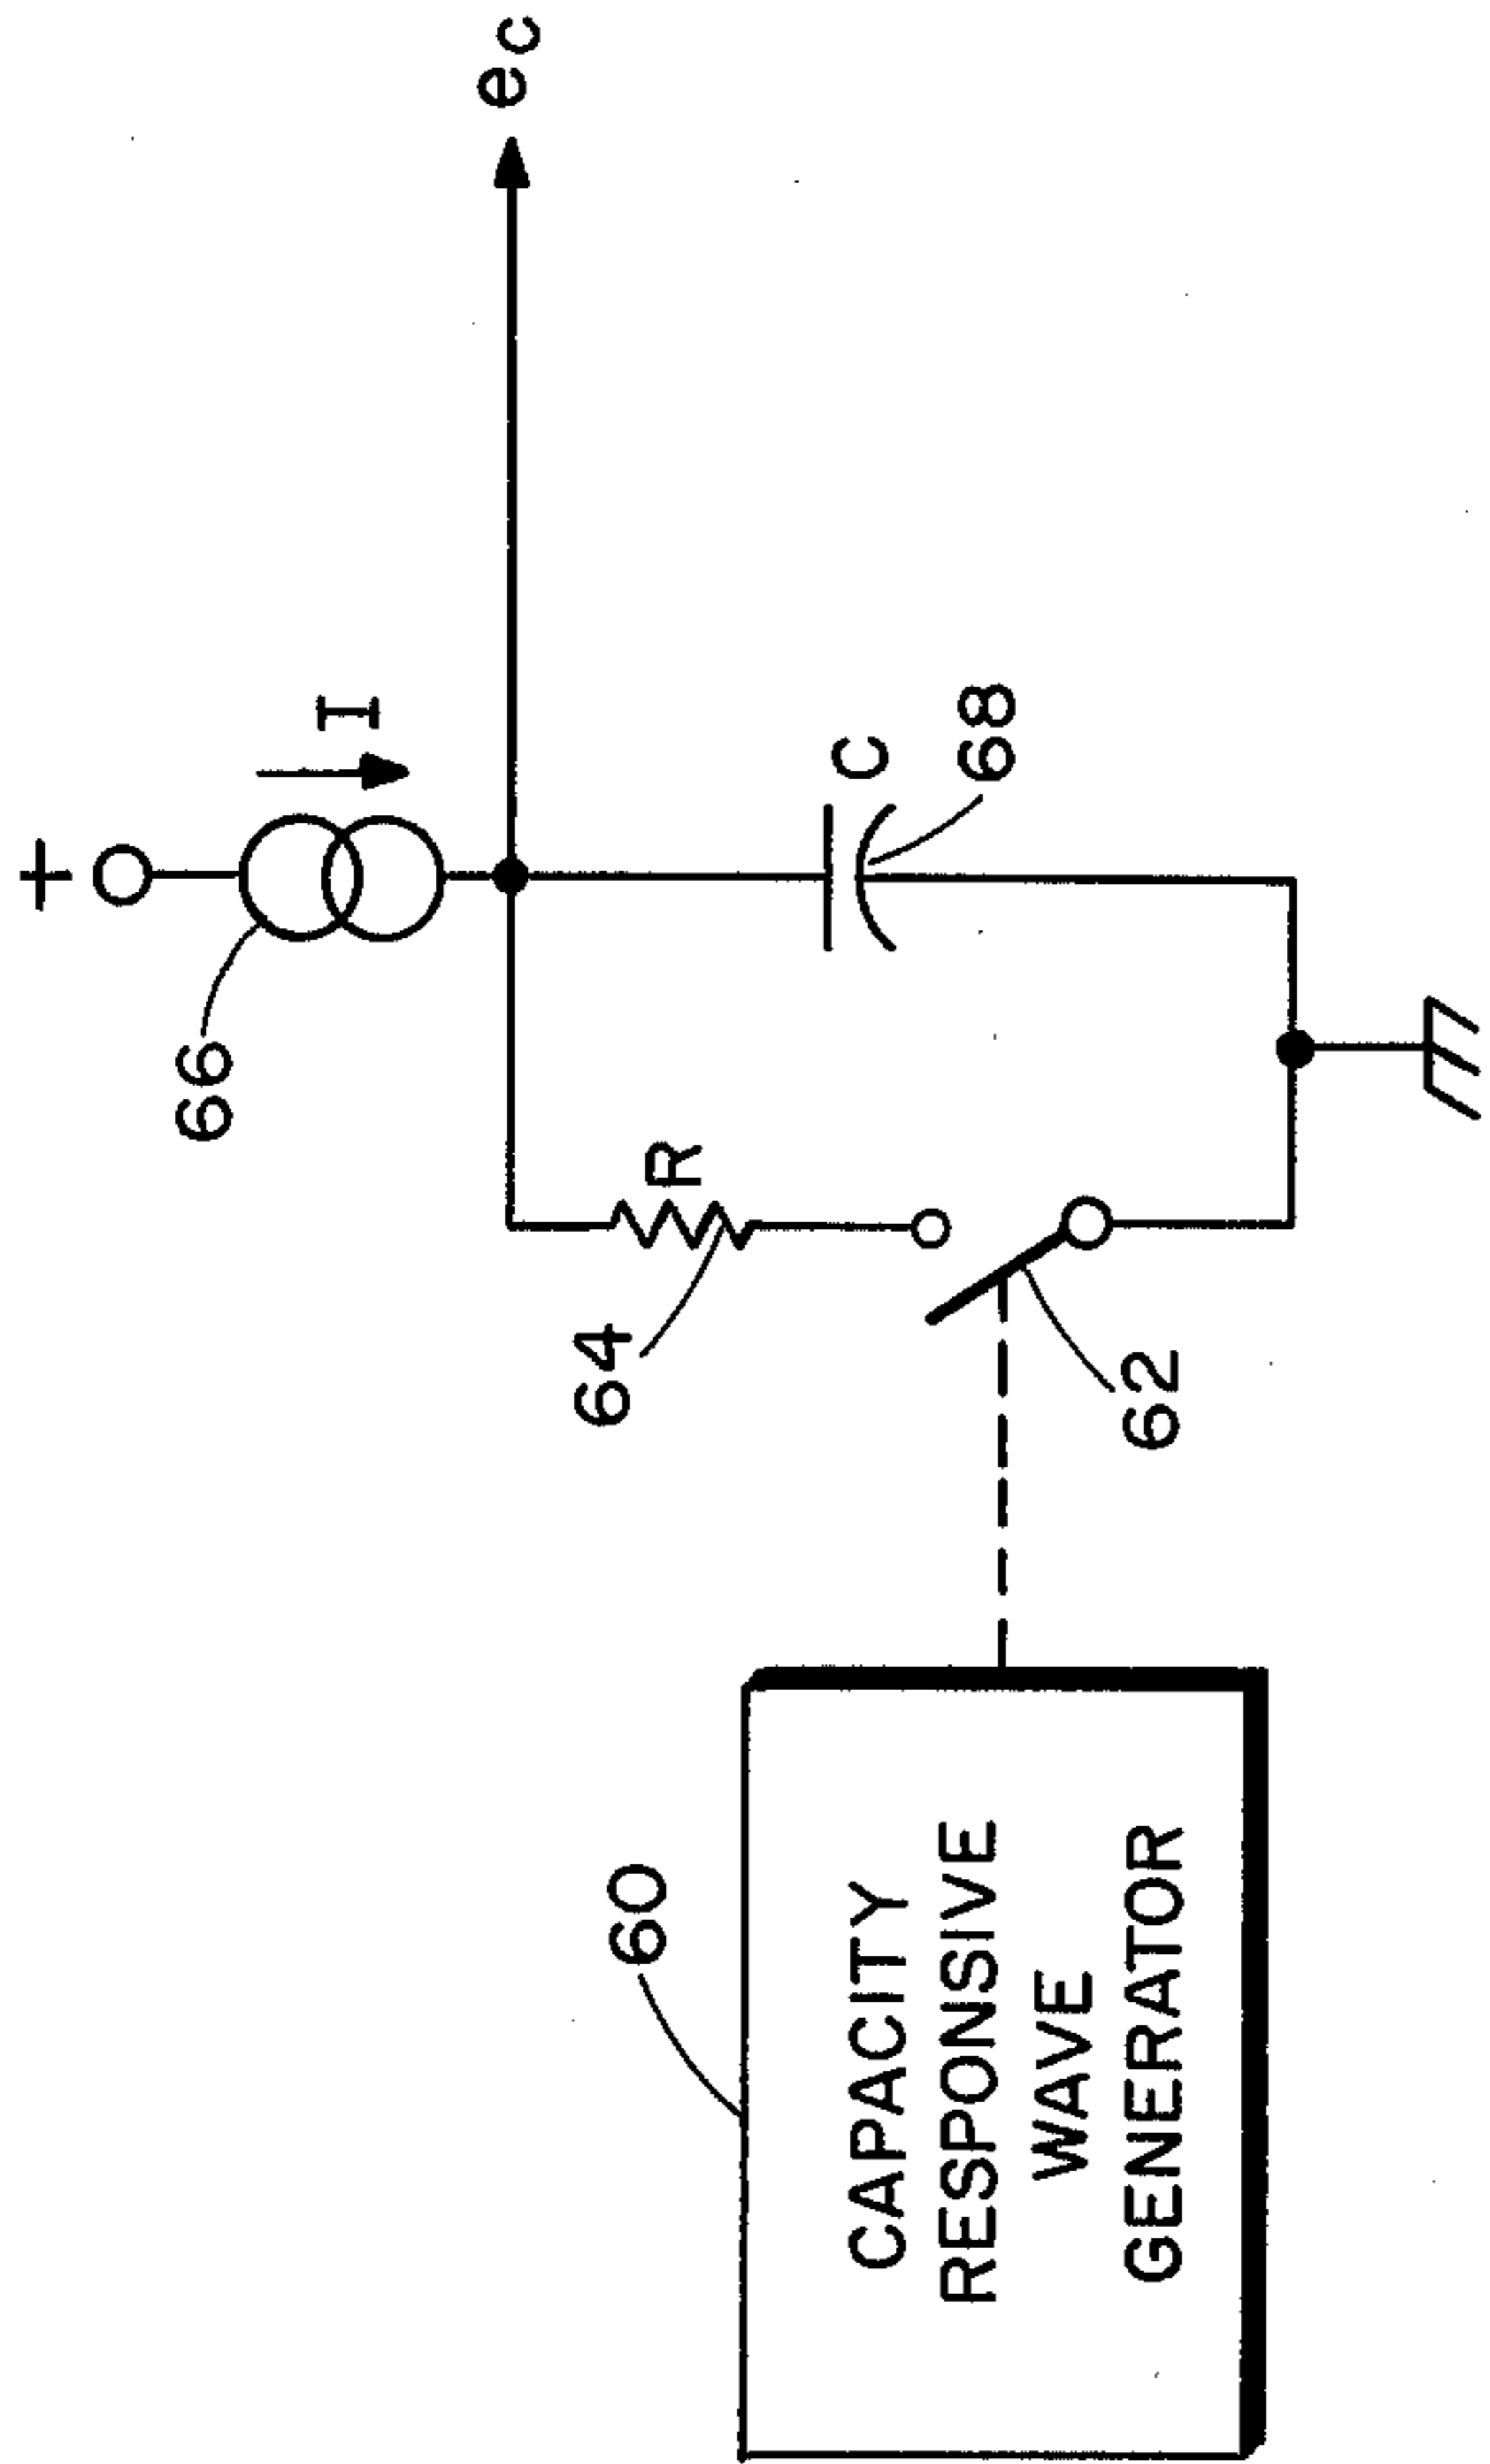 +
I
ec
66
R
64
C
68
62
60
CAPACITY
RESPONSIVE
WAVE
GENERATOR